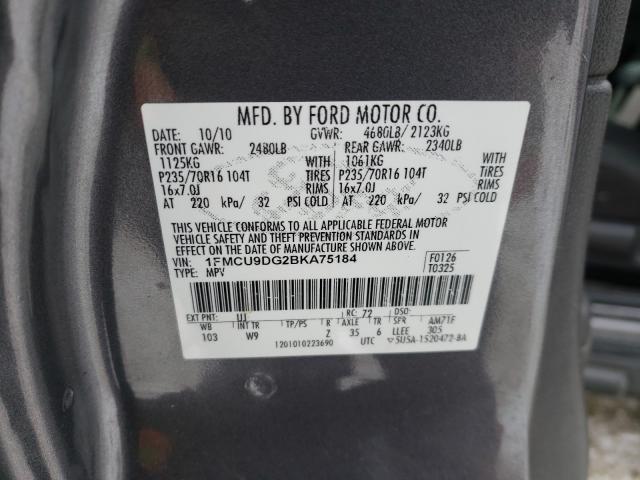 MFD. BY FORD MOTOR CO.
DATE: 10/10 GVWR: 4680LB/ 2123KG
FRONT GAWR: 2480LB REAR GAWR: 2340LB
1125KG WITH 1061KG WITH
P235/70R16 104T TIRES P235/70R16 104T TIRES
16x7.0J RIMS 16x7.0J RIMS
AT 220 kPa/ 32 PSI COLD AT 220 kPa/ 32 PSI COLD
THIS VEHICLE CONFORMS TO ALL APPLICABLE FEDERAL MOTOR
VEHICLE SAFETY AND THEFT PREVENTION STANDARDS IN EFFECT
ON THE DATE OF MANUFACTURE SHOWN ABOVE.
VIN: 1FMCU9DG2BKA75184 F0126
TYPE: MPV T0325
EXT PNT: UJ RC: 72 DSO:
WB INT TR TP/PS R AXLE TR SPR AM7TF
103 W9 Z 35 6 LLEE 305
1201010223690 UTC 5U5A-1520472-BA